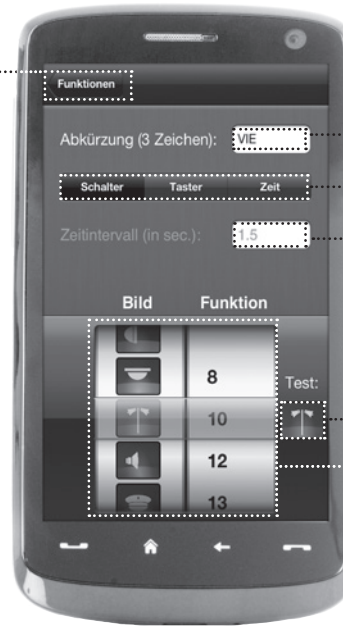 Funktionen
Abkürzung (3 Zeichen): VIE
Schalter Taster Zeit
Zeitintervall (in sec.): 1.5
Bild Funktion
8
Test:
10
12
13